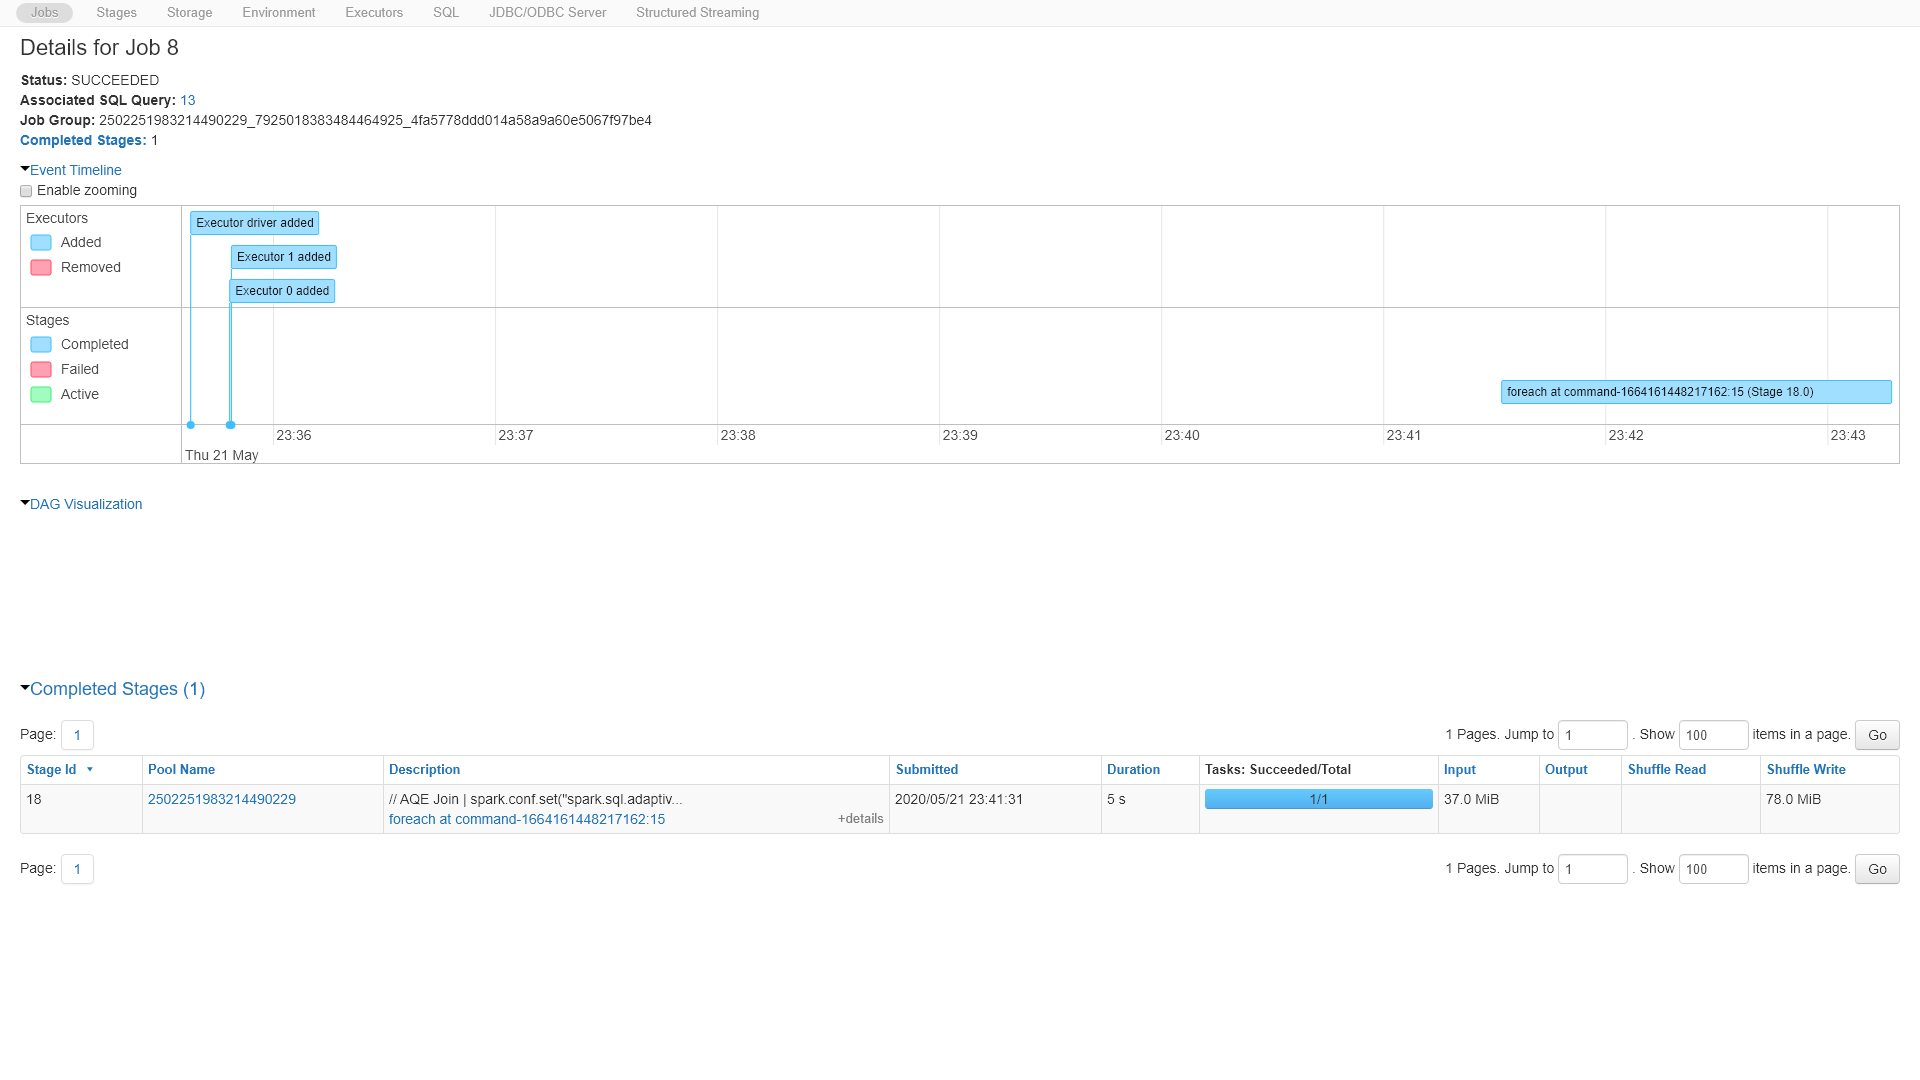 Jobs Stages Storage Environment Executors SQL JDBC/ODBC Server Structured Streaming
Details for Job 8
Status: SUCCEEDED
Associated SQL Query: 13
Job Group: 2502251983214490229_7925018383484464925_4fa5778ddd014a58a9a60e5067f97be4
Completed Stages: 1
Event Timeline
Enable zooming
Executors
Added
Removed
Executor driver added
Executor 1 added
Executor 0 added
Stages
Completed
Failed
Active
foreach at command-1664161448217162:15 (Stage 18.0)
23:36 23:37 23:38 23:39 23:40 23:41 23:42 23:43
Thu 21 May
DAG Visualization
Completed Stages (1)
Page: 1 1 Pages. Jump to 1 . Show 100 items in a page. Go
Stage Id Pool Name Description Submitted Duration Tasks: Succeeded/Total Input Output Shuffle Read Shuffle Write
18 2502251983214490229 // AQE Join | spark.conf.set("spark.sql.adaptiv... 2020/05/21 23:41:31 5 s 1/1 37.0 MiB 78.0 MiB
foreach at command-1664161448217162:15 +details
Page: 1 1 Pages. Jump to 1 . Show 100 items in a page. Go